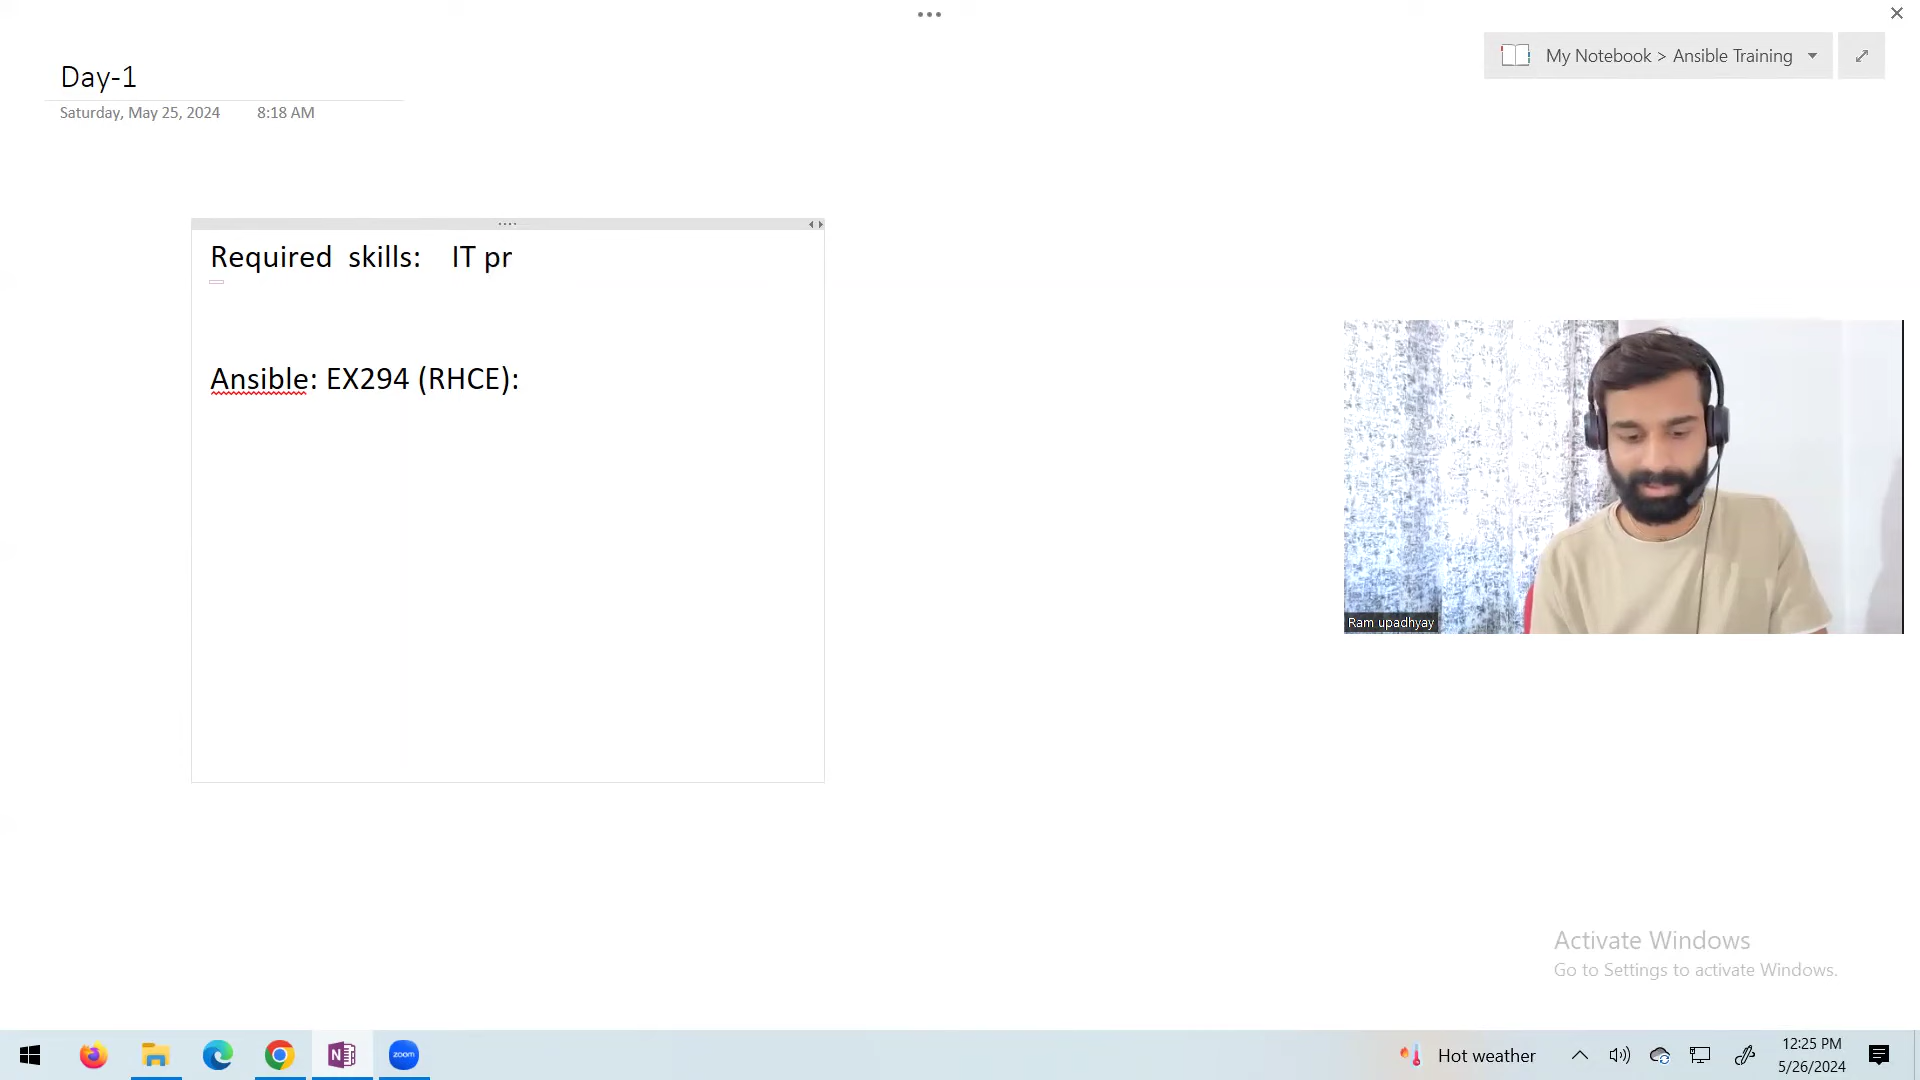 My Notebook > Ansible Training
Day-1
Saturday, May 25, 2024 8:18 AM
Required skills: IT pr
Ansible: EX294 (RHCE):
Ram upadhyay
Activate Windows
Go to Settings to activate Windows.
zoom
Hot weather
12:25 PM
5/26/2024